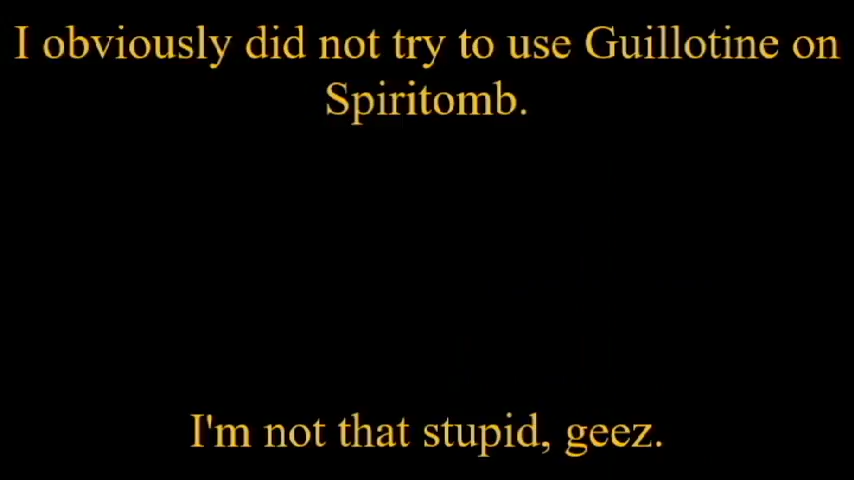 I obviously did not try to use Guillotine on
Spiritomb.
I'm not that stupid, geez.